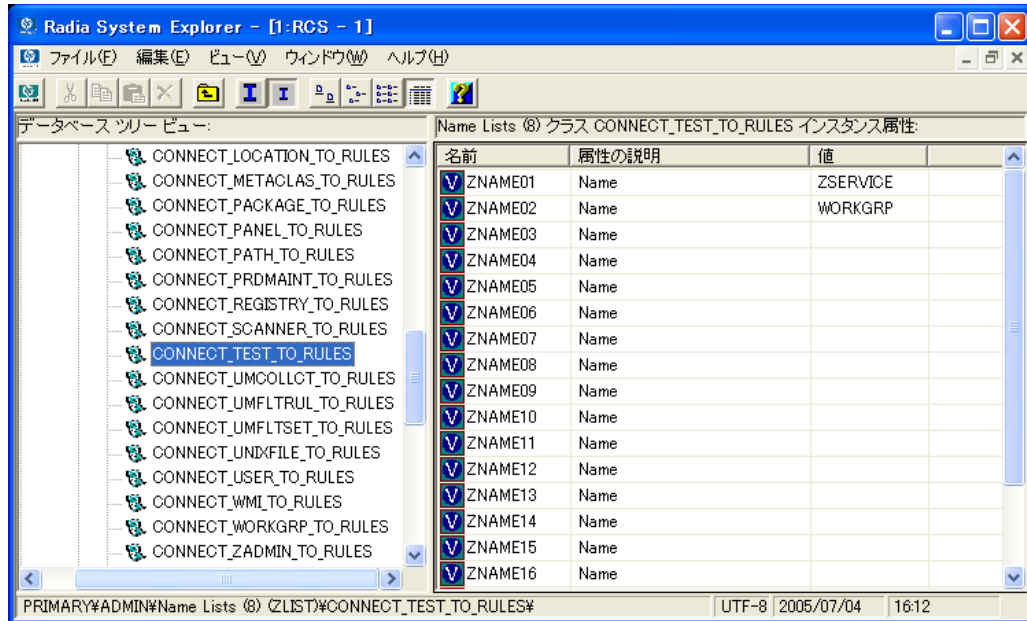 Radia System Explorer - [1:RCS - 1]
ファイル(F) 編集(E) ビュー(V) ウィンドウ(W) ヘルプ(H)
データベース ツリー ビュー:
CONNECT_LOCATION_TO_RULES
CONNECT_METACLAS_TO_RULES
CONNECT_PACKAGE_TO_RULES
CONNECT_PANEL_TO_RULES
CONNECT_PATH_TO_RULES
CONNECT_PRDMAINT_TO_RULES
CONNECT_REGISTRY_TO_RULES
CONNECT_SCANNER_TO_RULES
CONNECT_TEST_TO_RULES
CONNECT_UMCOLLCT_TO_RULES
CONNECT_UMFLTRUL_TO_RULES
CONNECT_UMFLTSET_TO_RULES
CONNECT_UNIXFILE_TO_RULES
CONNECT_USER_TO_RULES
CONNECT_WMI_TO_RULES
CONNECT_WORKGRP_TO_RULES
CONNECT_ZADMIN_TO_RULES
Name Lists (8) クラス CONNECT_TEST_TO_RULES インスタンス属性:
名前 属性の説明 値
ZNAME01 Name ZSERVICE
ZNAME02 Name WORKGRP
ZNAME03 Name
ZNAME04 Name
ZNAME05 Name
ZNAME06 Name
ZNAME07 Name
ZNAME08 Name
ZNAME09 Name
ZNAME10 Name
ZNAME11 Name
ZNAME12 Name
ZNAME13 Name
ZNAME14 Name
ZNAME15 Name
ZNAME16 Name
PRIMARY¥ADMIN¥Name Lists (8) (ZLIST)¥CONNECT_TEST_TO_RULES¥ UTF-8 2005/07/04 16:12